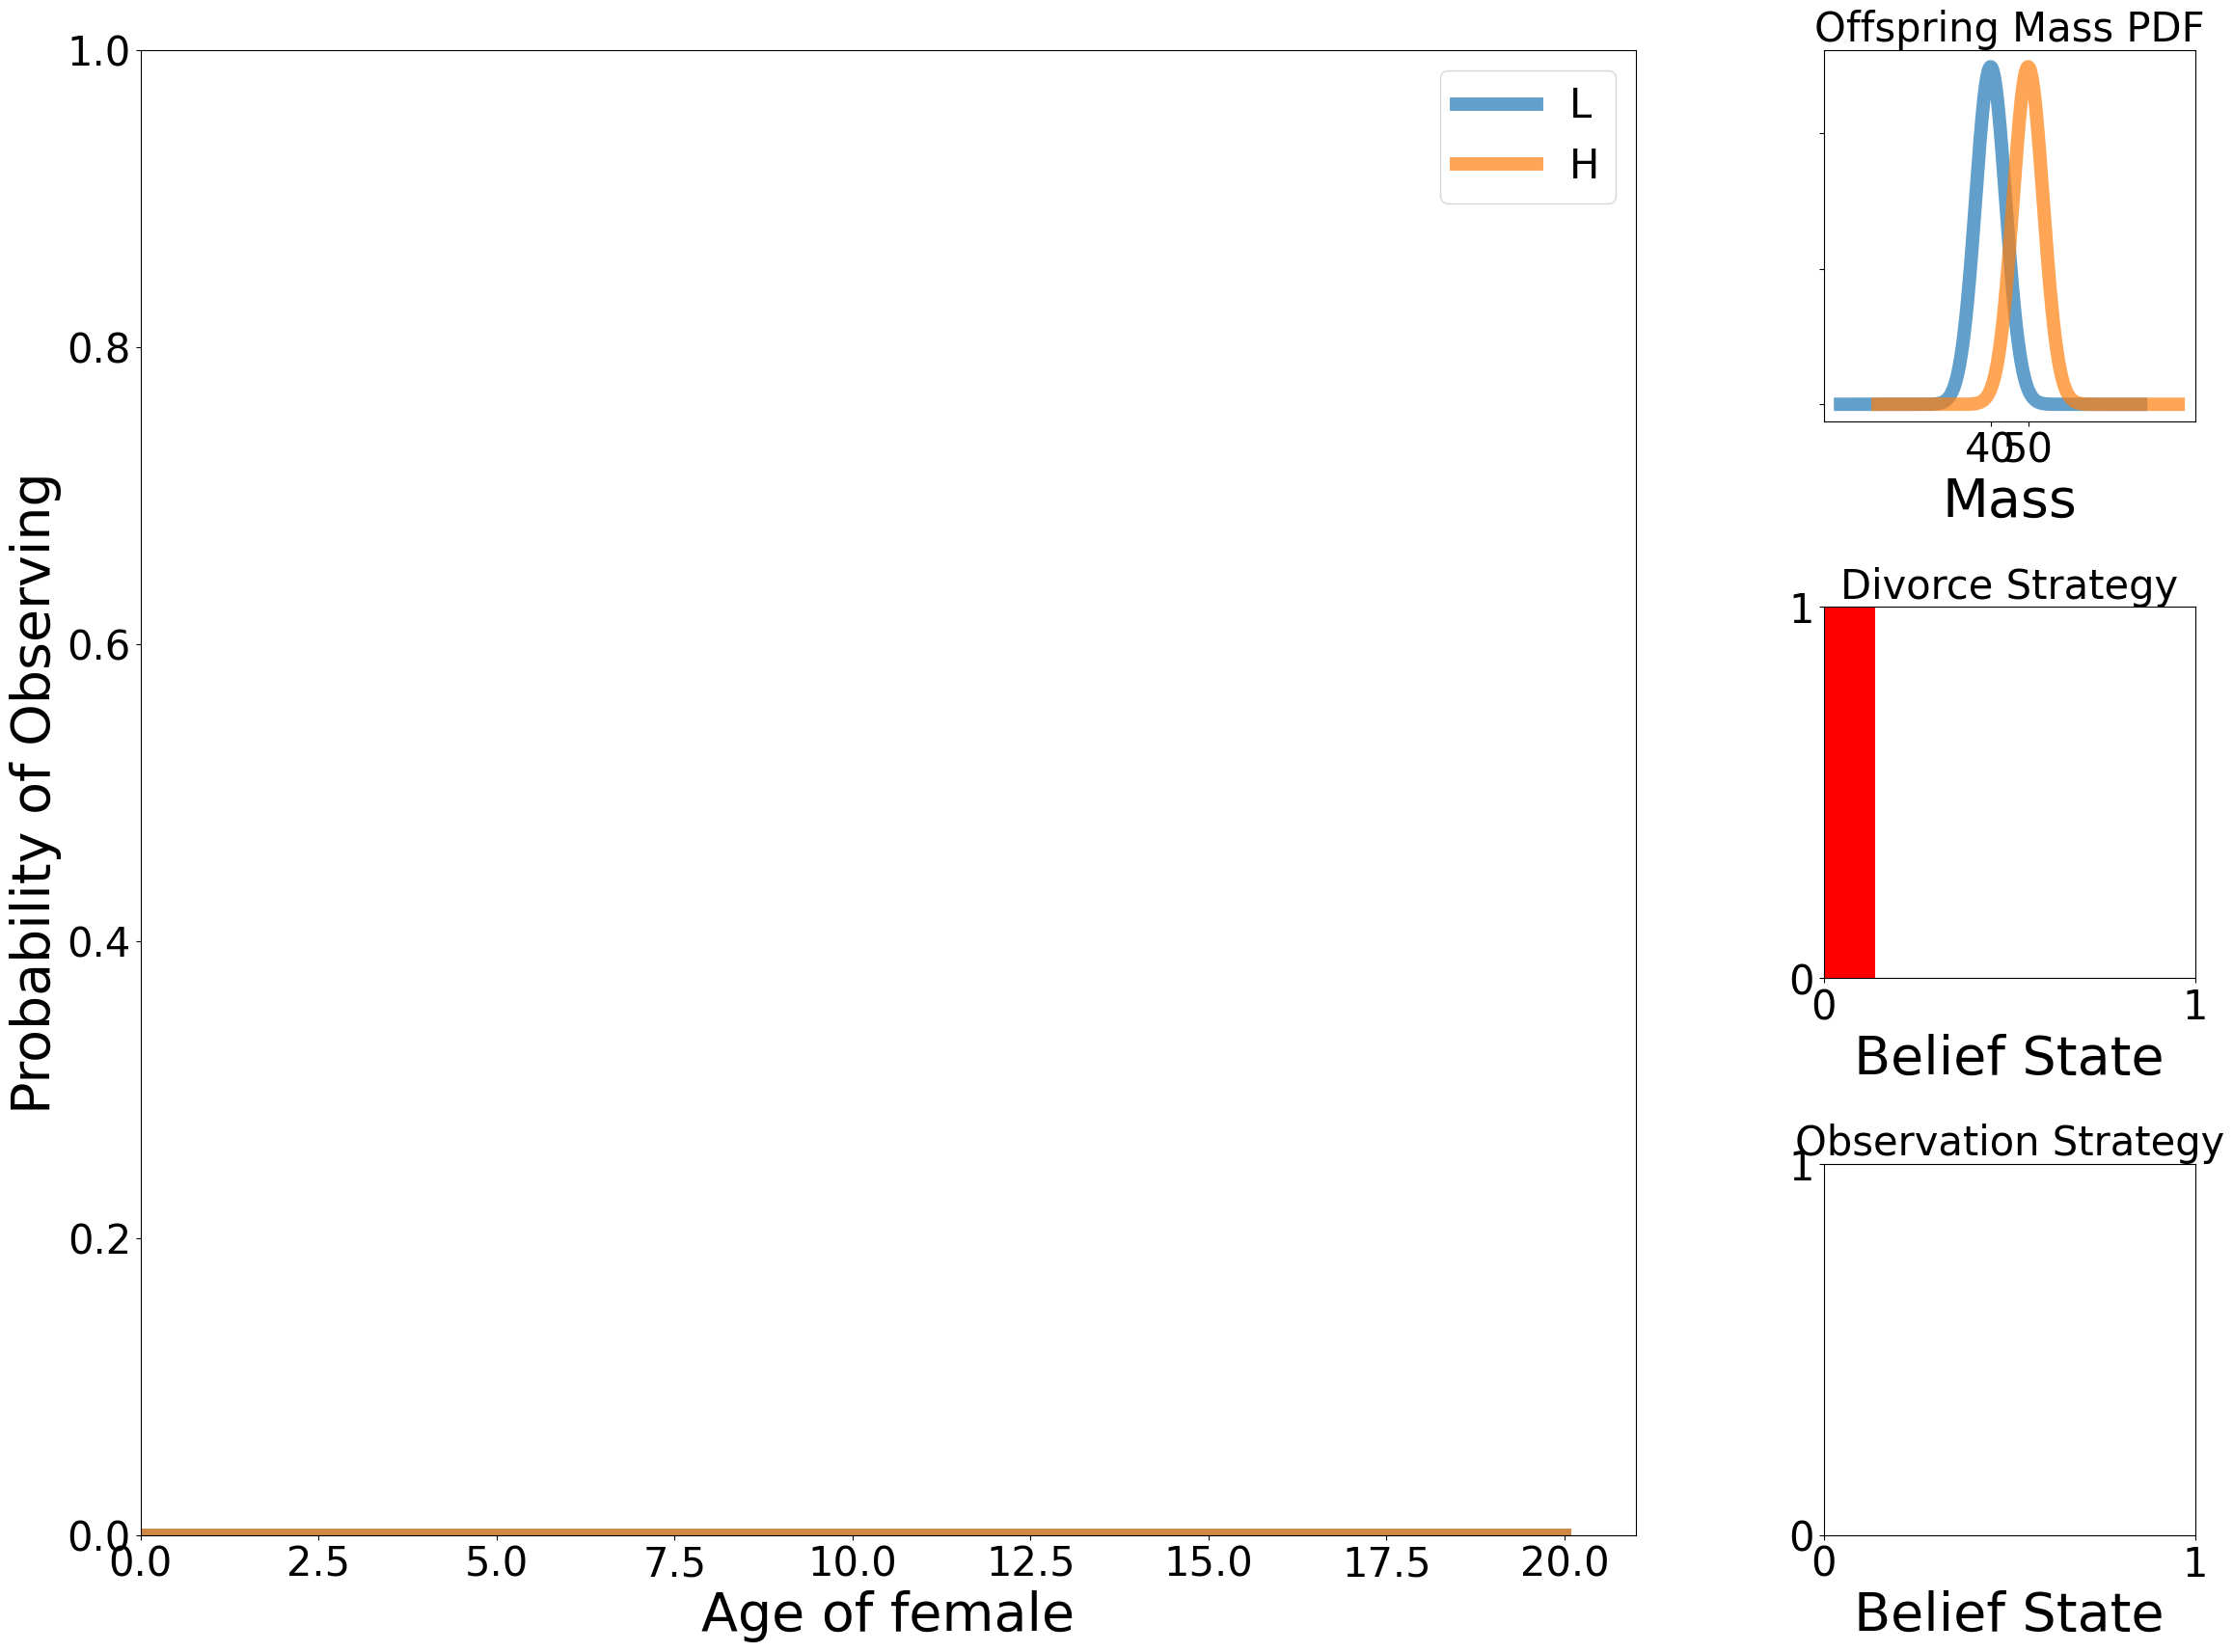 Probability of Observing
1.0
0.8
0.6
0.4
0.2
0.0
0.0 2.5 5.0 7.5 10.0 12.5 15.0 17.5 20.0
Age of female
L
H
Offspring Mass PDF
40 50
Mass
Divorce Strategy
1
0
0 1
Belief State
Observation Strategy
1
0
0 1
Belief State